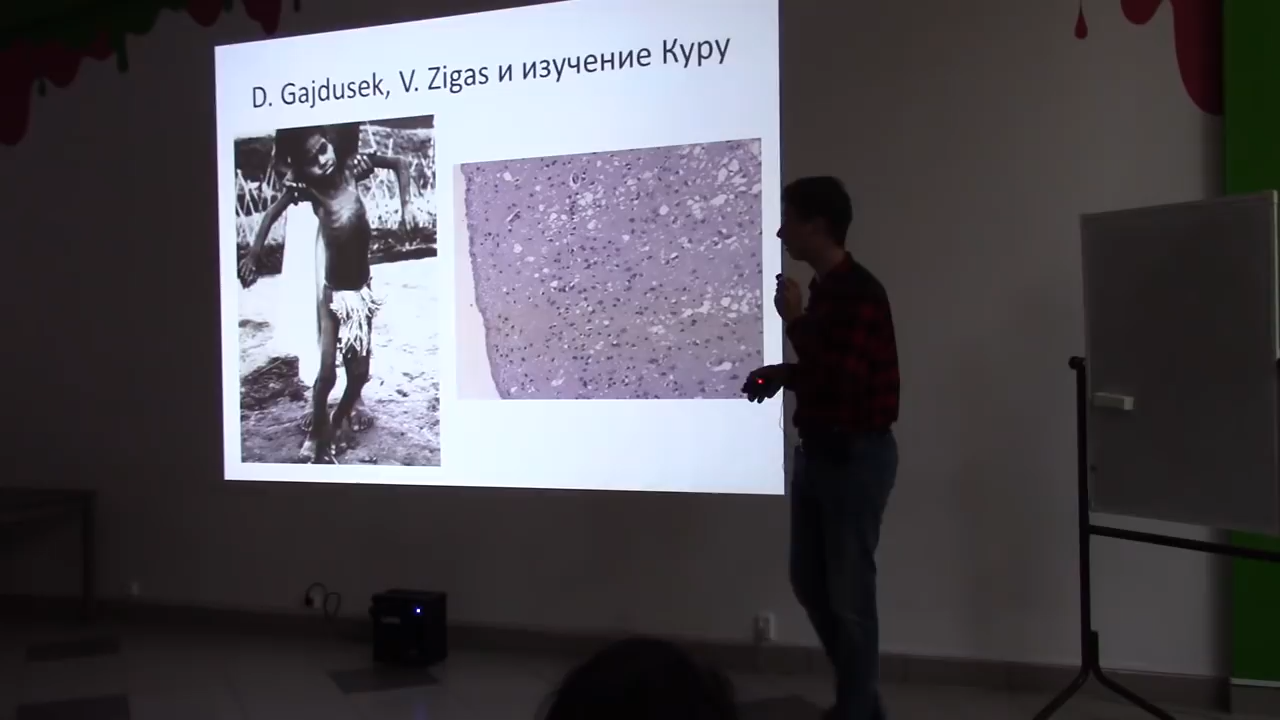 D. Gajdusek, V. Zigas и изучение Куру